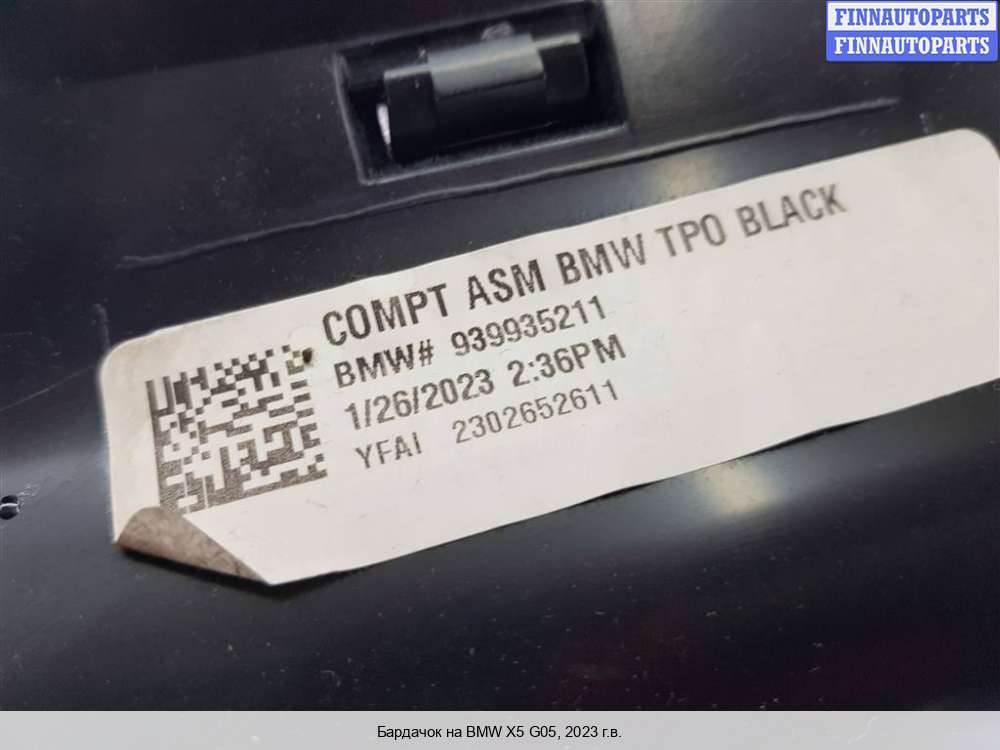 FINNAUTOPARTS
FINNAUTOPARTS
COMPT ASM BMW TPO BLACK
BMW# 939935211
1/26/2023 2:36PM
YFAI 2302652611
Бардачок на BMW X5 G05, 2023 г.в.